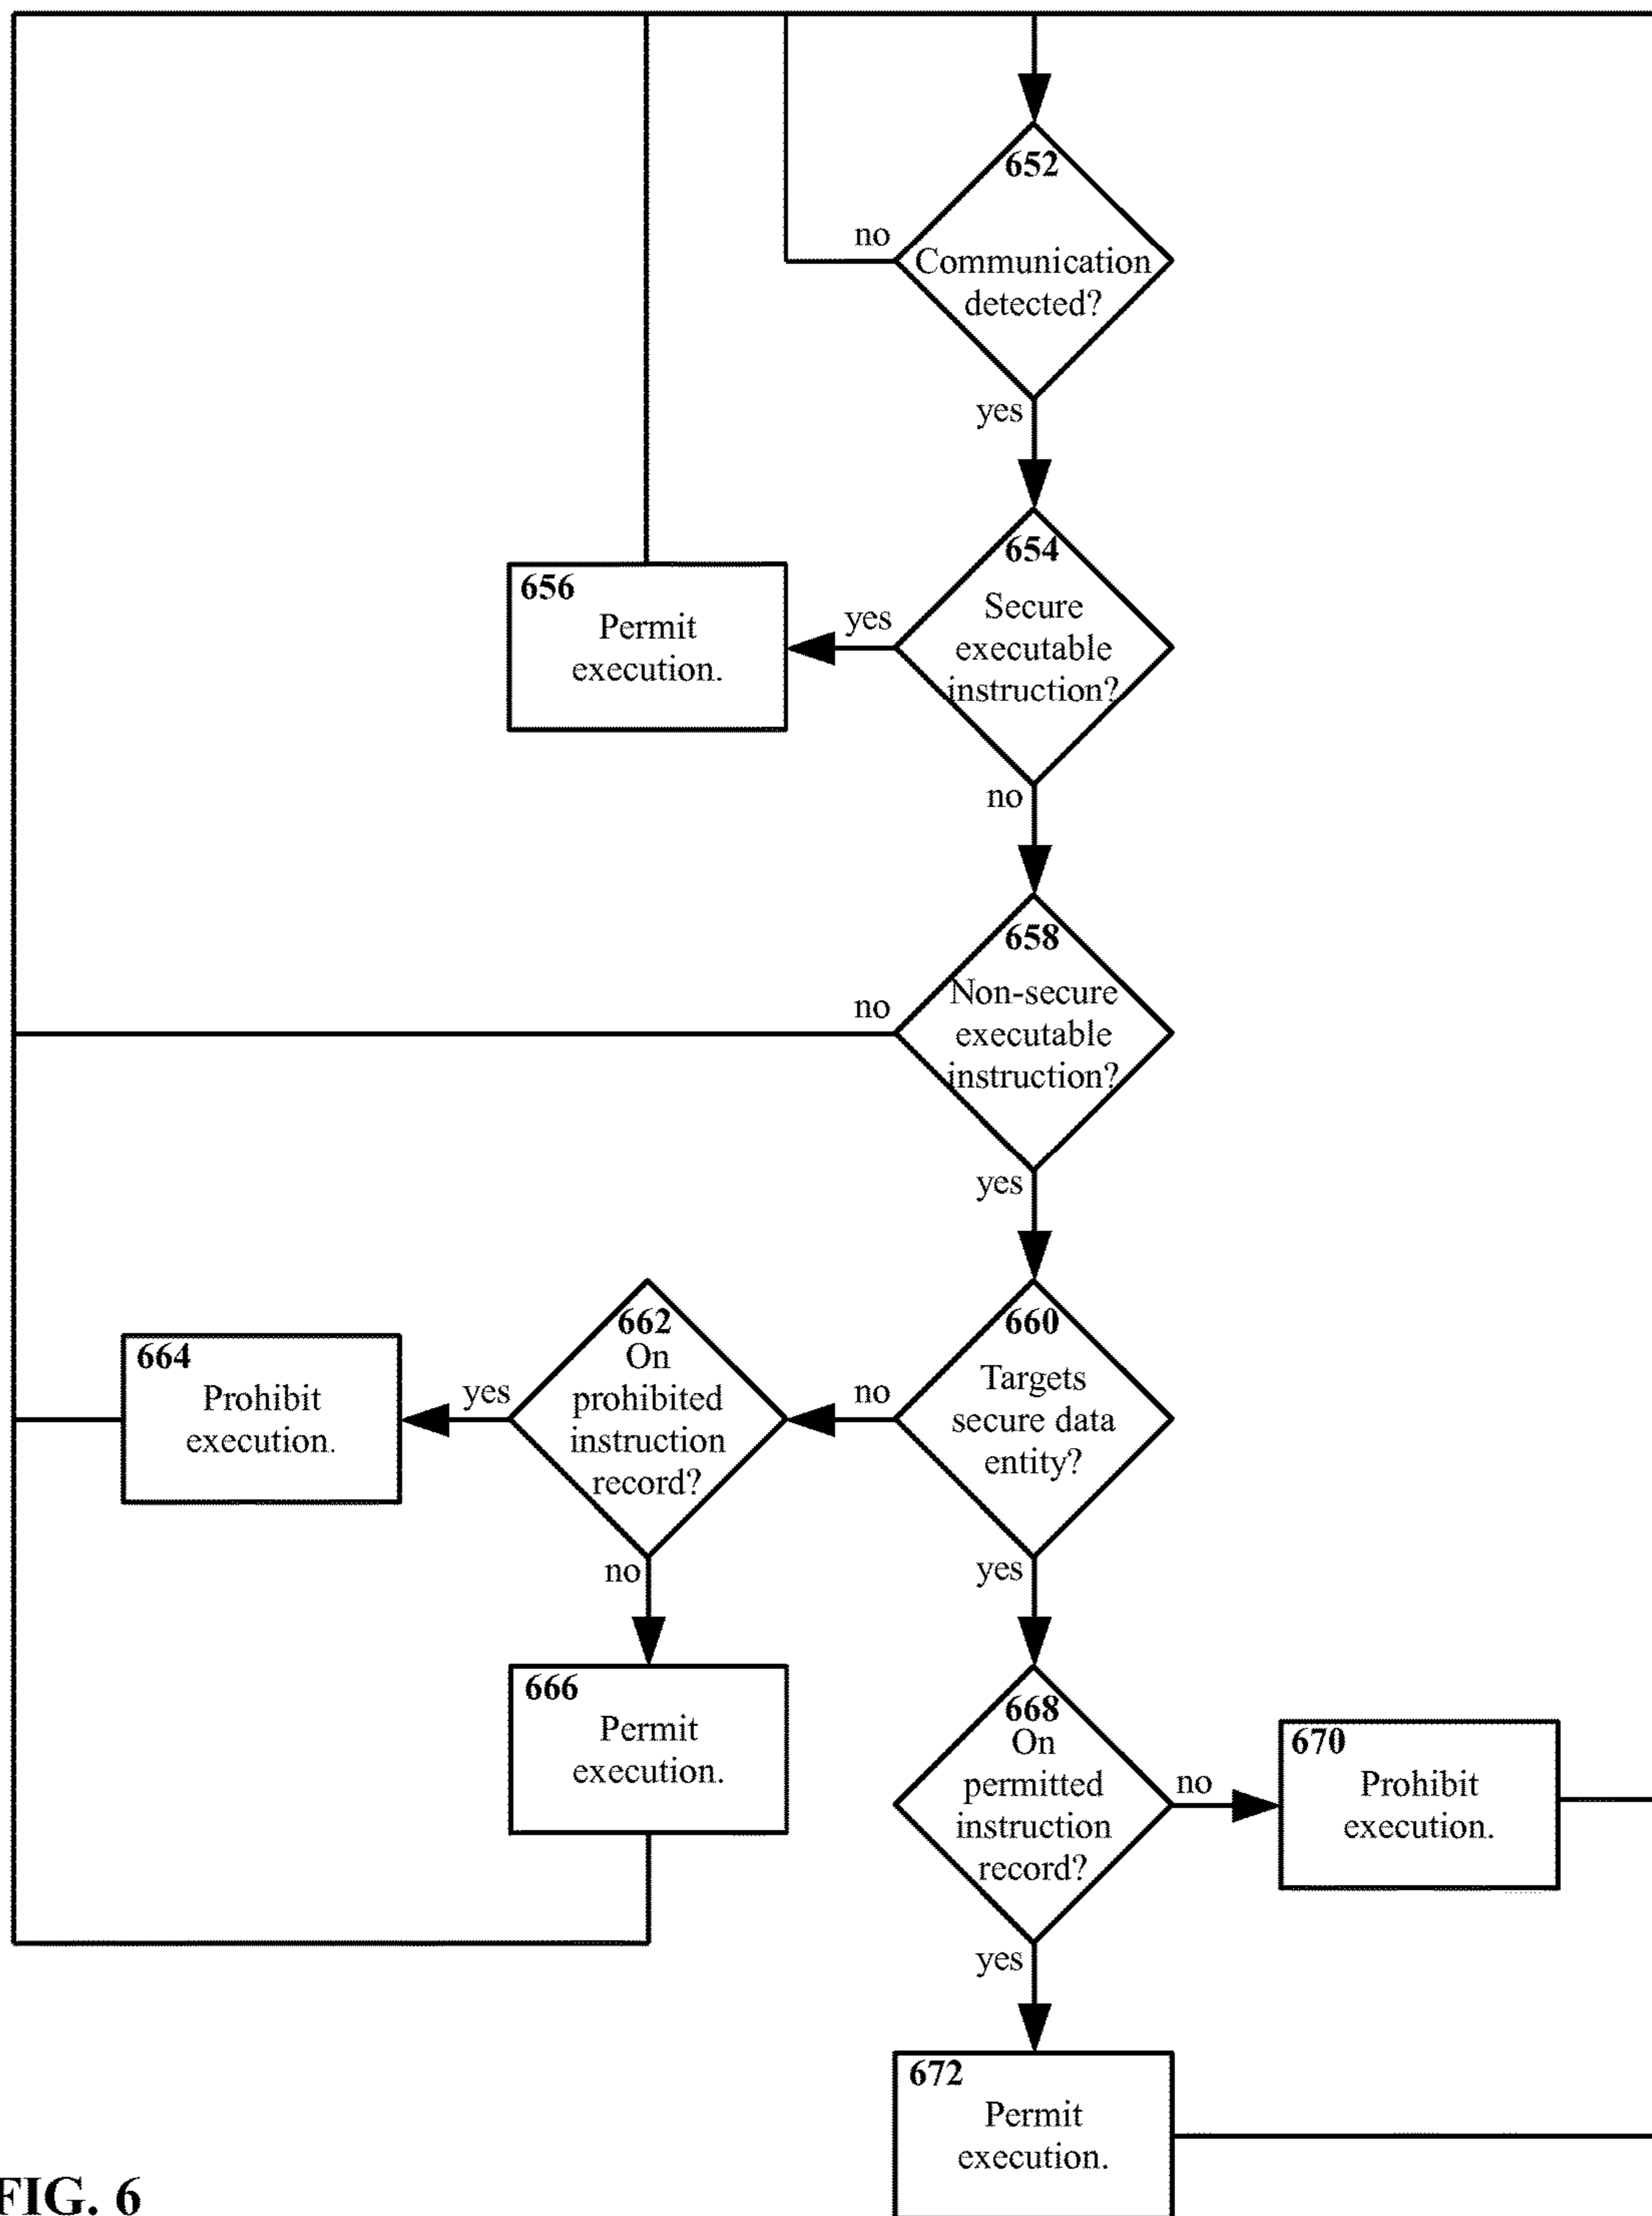 652
no
Communication
detected?
yes
654
Secure
executable
instruction?
yes
656
Permit
execution.
no
658
Non-secure
executable
instruction?
no
yes
660
Targets
secure data
entity?
no
662
On
prohibited
instruction
record?
yes
664
Prohibit
execution.
no
666
Permit
execution.
yes
668
On
permitted
instruction
record?
no
670
Prohibit
execution.
yes
672
Permit
execution.
FIG. 6